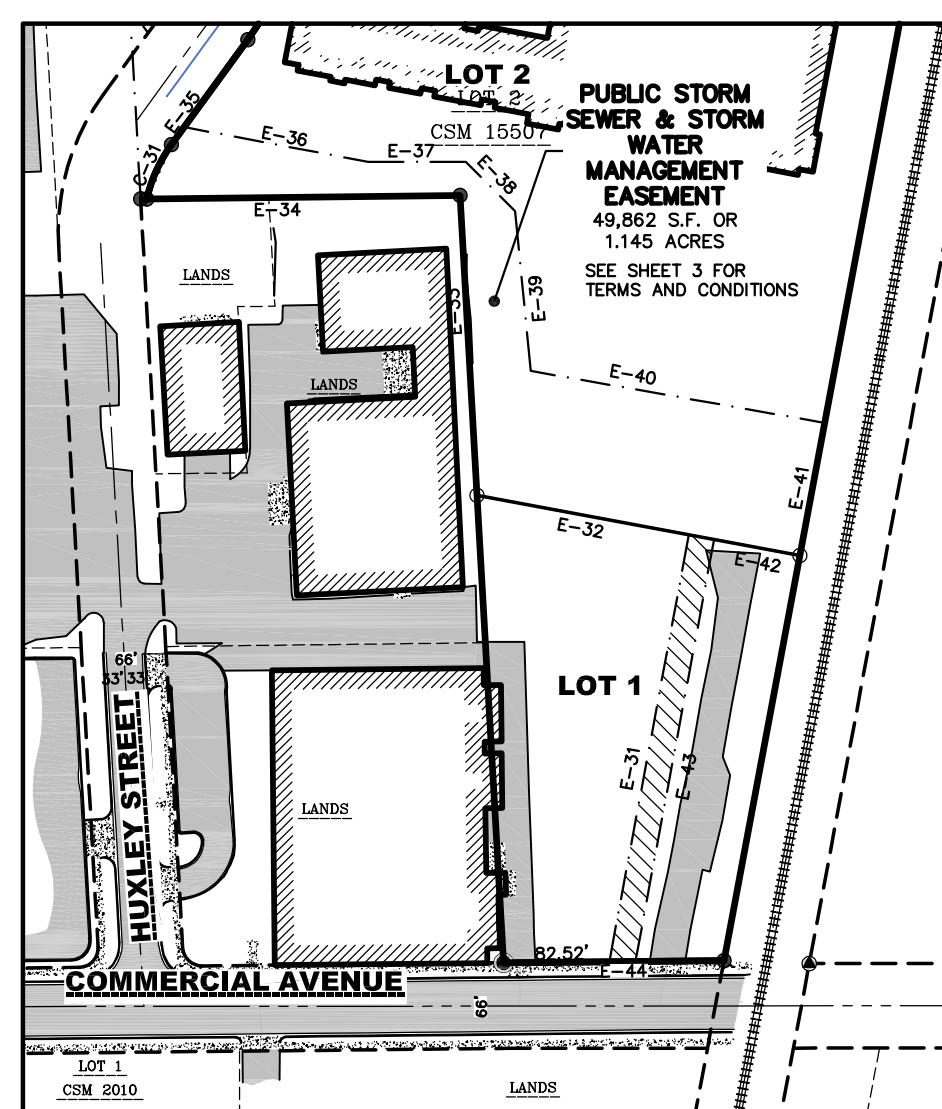 LOT 2
LOT 2
CSM 15507
PUBLIC STORM
SEWER & STORM
WATER
MANAGEMENT
EASEMENT
49,862 S.F. OR
1.145 ACRES
SEE SHEET 3 FOR
TERMS AND CONDITIONS
E-35
C-31
E-36
E-37
E-38
E-34
E-39
E-33
LANDS
LANDS
E-40
E-41
E-32
E-42
LOT 1
E-31
E-43
66'
33' 33'
HUXLEY STREET
LANDS
82.52'
E-44
COMMERCIAL AVENUE
66'
LOT 1
CSM 2010
LANDS